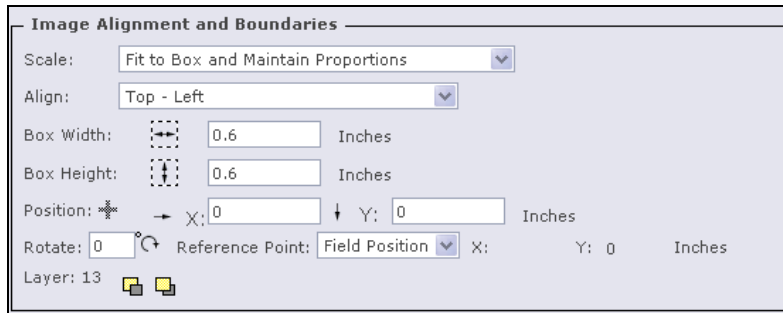 Image Alignment and Boundaries
Scale: Fit to Box and Maintain Proportions
Align: Top - Left
Box Width: 0.6 Inches
Box Height: 0.6 Inches
Position: X: 0 Y: 0 Inches
Rotate: 0 ° Reference Point: Field Position X: Y: 0 Inches
Layer: 13